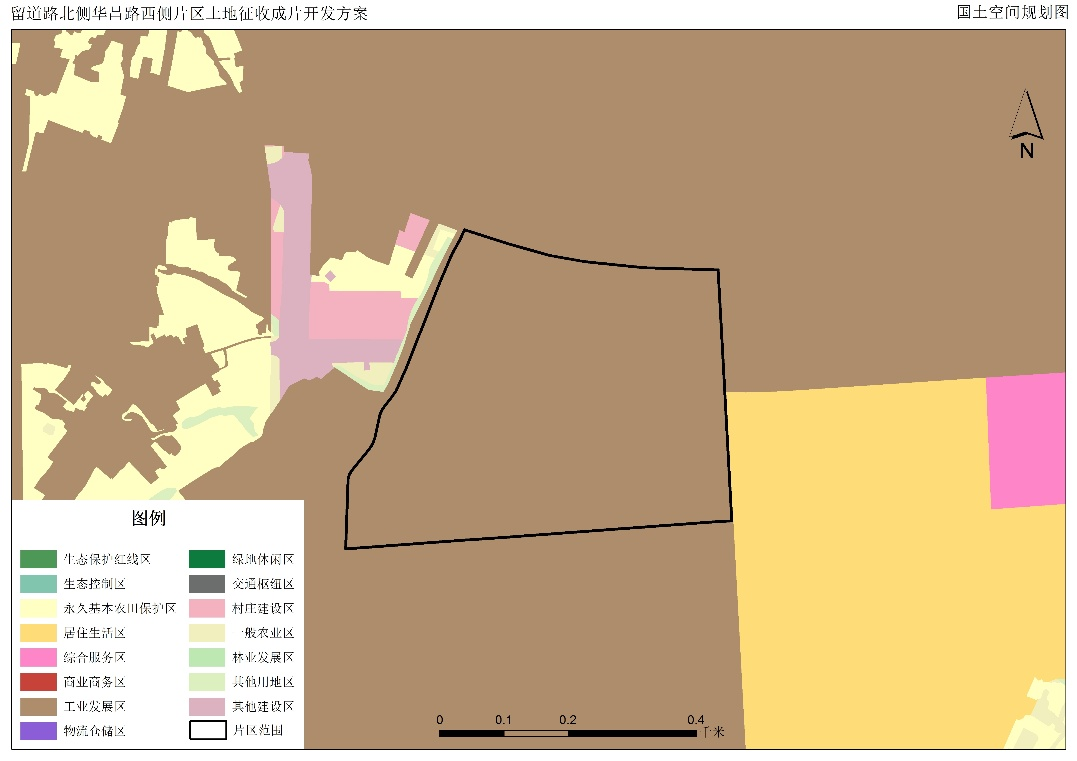 留道路北侧华吕路西侧片区土地征收成片开发方案
国土空间规划图
N
图例
生态保护红线区
绿地休闲区
生态控制区
交通枢纽区
永久基本农田保护区
村庄建设区
居住生活区
一般农业区
综合服务区
林业发展区
商业商务区
其他用地区
工业发展区
其他建设区
物流仓储区
片区范围
0 0.1 0.2 0.4
千米